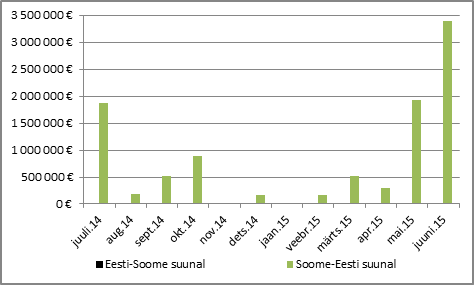 3 500 000 €
3 000 000 €
2 500 000 €
2 000 000 €
1 500 000 €
1 000 000 €
500 000 €
0 €
juuli.14 aug.14 sept.14 okt.14 nov.14 dets.14 jaan.15 veebr.15 märts.15 apr.15 mai.15 juuni.15
Eesti-Soome suunal Soome-Eesti suunal